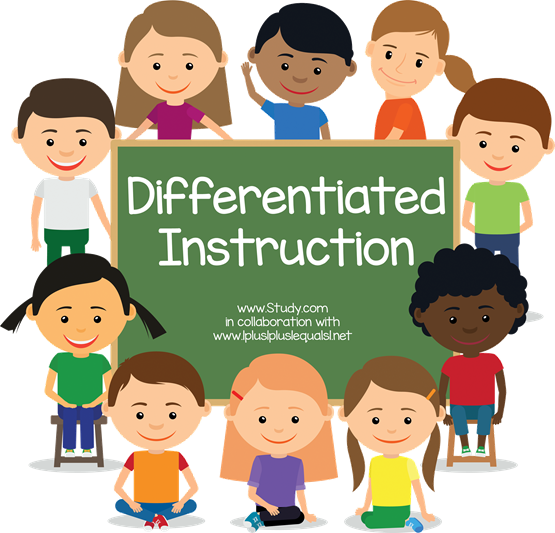 Differentiated
Instruction
www.Study.com
in collaboration with
www.1plus1plus1equals1.net